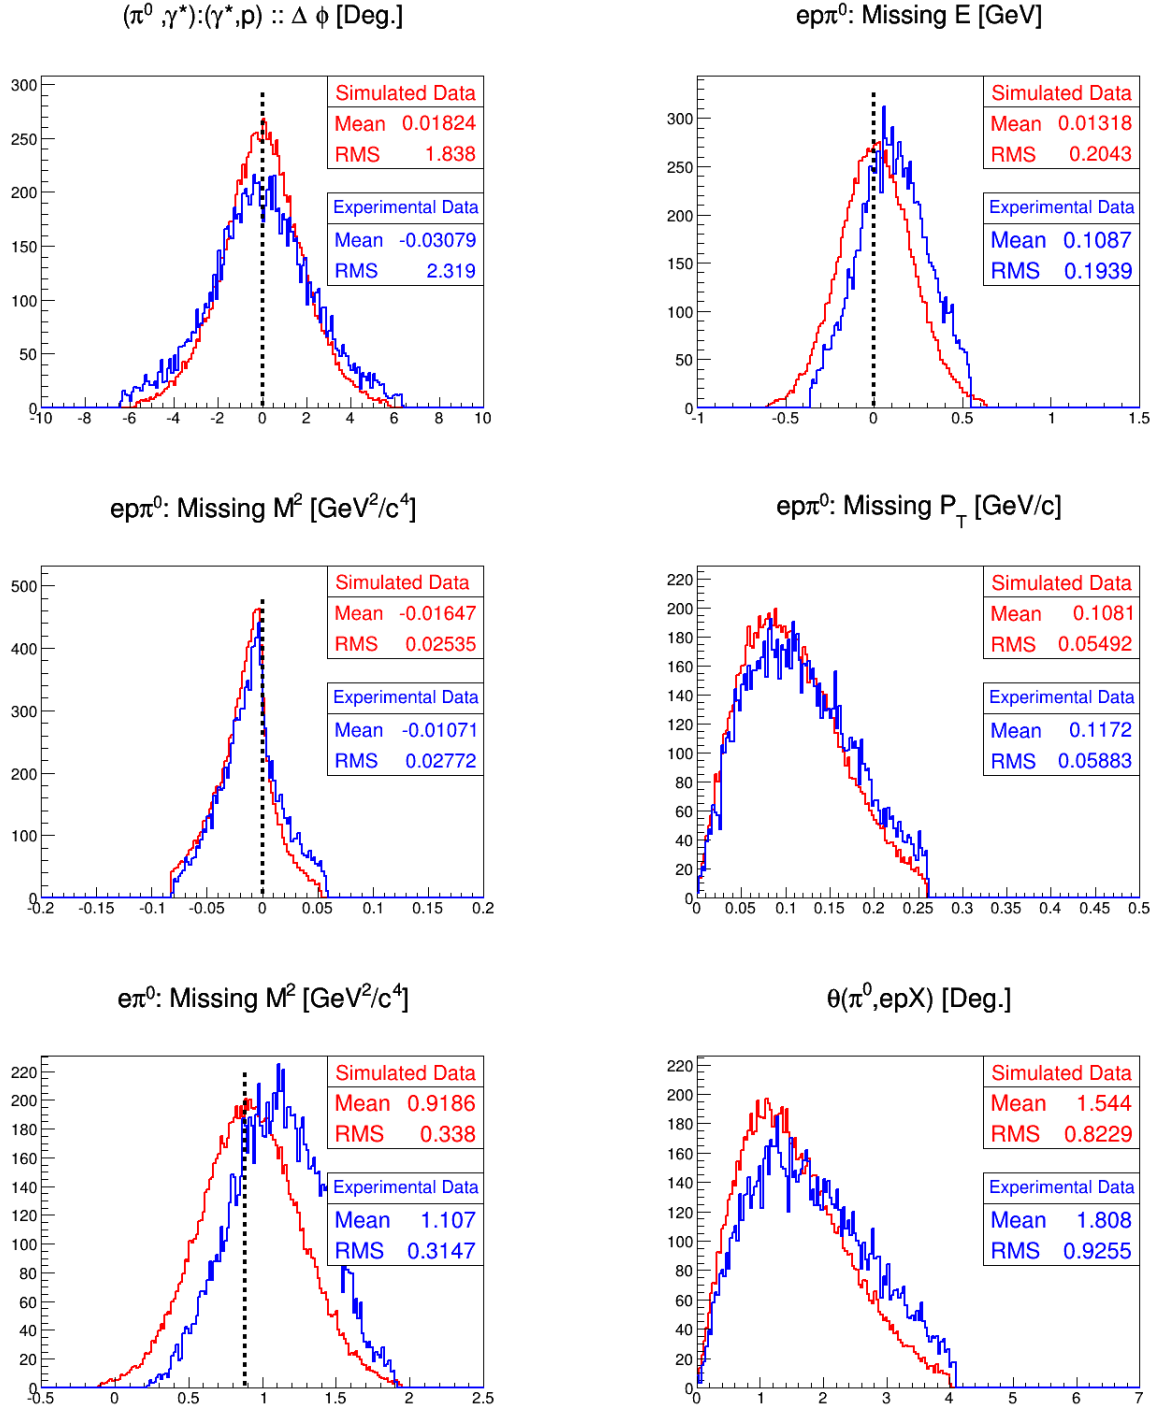 (π⁰ ,γ*):(γ*,p) :: Δ ϕ [Deg.]
epπ⁰: Missing E [GeV]
300
250
200
150
100
50
0
-10 -8 -6 -4 -2 0 2 4 6 8 10
Simulated Data
Mean 0.01824
RMS 1.838
Experimental Data
Mean -0.03079
RMS 2.319
300
250
200
150
100
50
0
-1 -0.5 0 0.5 1 1.5
Simulated Data
Mean 0.01318
RMS 0.2043
Experimental Data
Mean 0.1087
RMS 0.1939
epπ⁰: Missing M² [GeV²/c⁴]
epπ⁰: Missing P_T [GeV/c]
500
400
300
200
100
0
-0.2 -0.15 -0.1 -0.05 0 0.05 0.1 0.15 0.2
Simulated Data
Mean -0.01647
RMS 0.02535
Experimental Data
Mean -0.01071
RMS 0.02772
220
200
180
160
140
120
100
80
60
40
20
0
0 0.05 0.1 0.15 0.2 0.25 0.3 0.35 0.4 0.45 0.5
Simulated Data
Mean 0.1081
RMS 0.05492
Experimental Data
Mean 0.1172
RMS 0.05883
eπ⁰: Missing M² [GeV²/c⁴]
θ(π⁰,epX) [Deg.]
220
200
180
160
140
120
100
80
60
40
20
0
-0.5 0 0.5 1 1.5 2 2.5
Simulated Data
Mean 0.9186
RMS 0.338
Experimental Data
Mean 1.107
RMS 0.3147
220
200
180
160
140
120
100
80
60
40
20
0
0 1 2 3 4 5 6 7
Simulated Data
Mean 1.544
RMS 0.8229
Experimental Data
Mean 1.808
RMS 0.9255